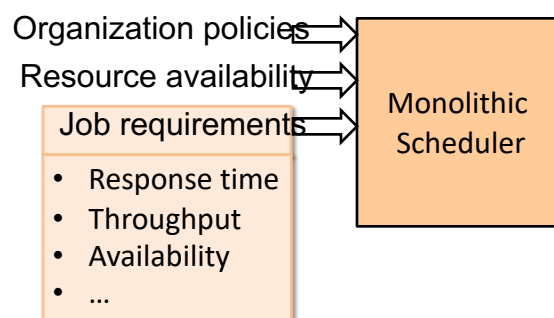 Organization policies
Resource availability
Job requirements
• Response time
• Throughput
• Availability
• …
Monolithic
Scheduler